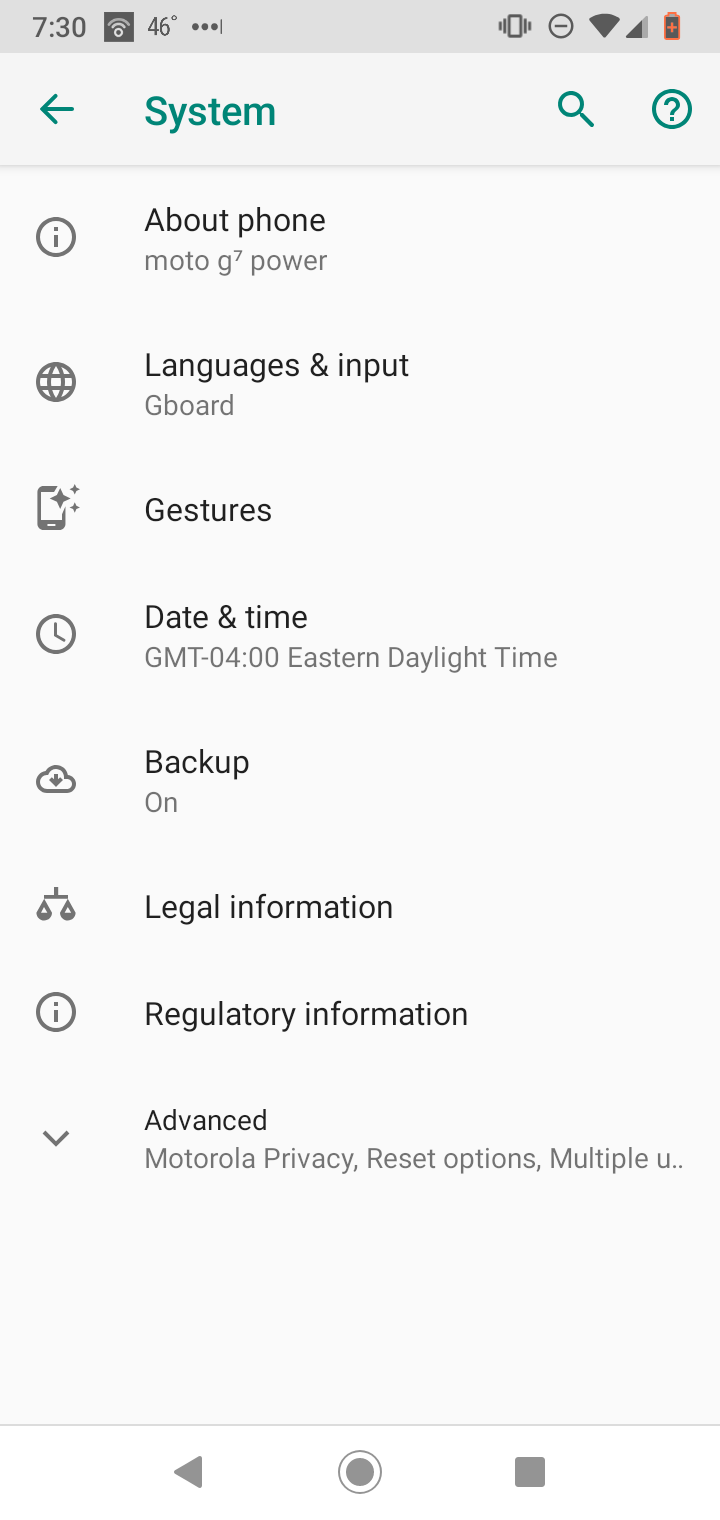 7:30 46°
System
About phone
moto g⁷ power
Languages & input
Gboard
Gestures
Date & time
GMT-04:00 Eastern Daylight Time
Backup
On
Legal information
Regulatory information
Advanced
Motorola Privacy, Reset options, Multiple u..